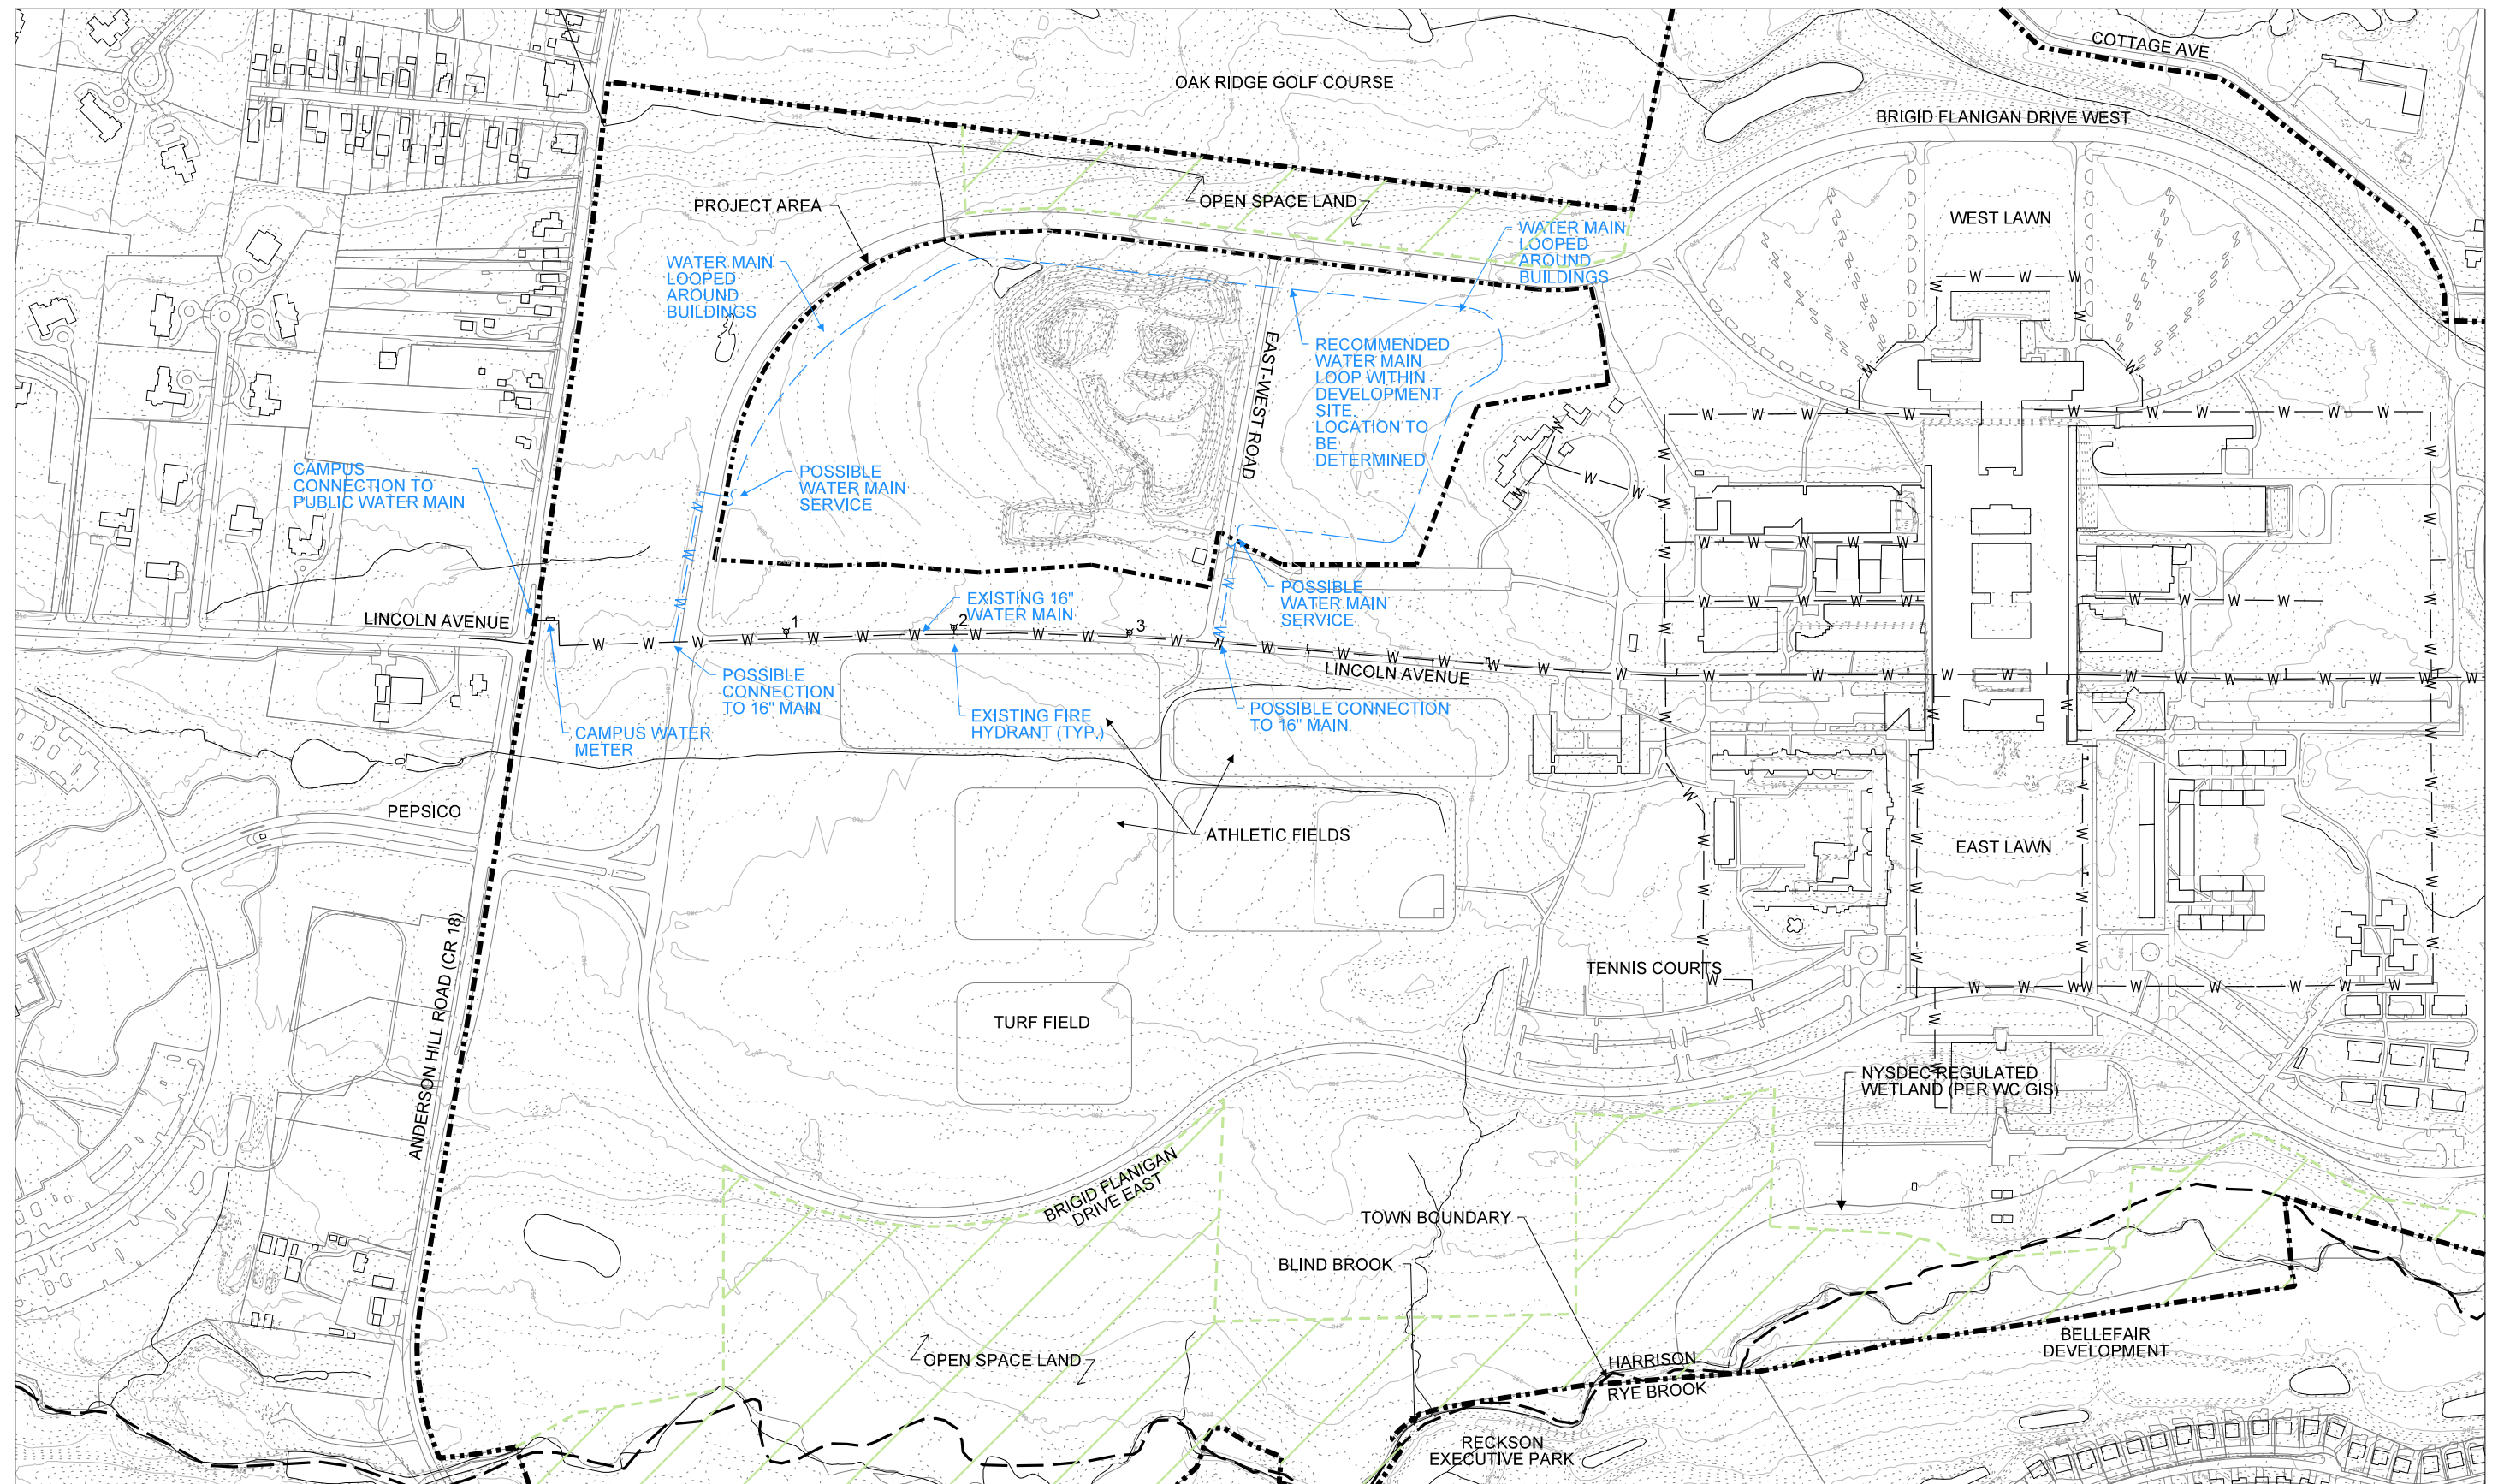 COTTAGE AVE
OAK RIDGE GOLF COURSE
BRIGID FLANIGAN DRIVE WEST
PROJECT AREA
OPEN SPACE LAND
WEST LAWN
WATER MAIN
LOOPED
AROUND
BUILDINGS
WATER MAIN
LOOPED
AROUND
BUILDINGS
EAST-WEST ROAD
RECOMMENDED
WATER MAIN
LOOP WITHIN
DEVELOPMENT
SITE.
LOCATION TO
BE
DETERMINED
CAMPUS
CONNECTION TO
PUBLIC WATER MAIN
POSSIBLE
WATER MAIN
SERVICE
POSSIBLE
WATER MAIN
SERVICE
EXISTING 16"
WATER MAIN
LINCOLN AVENUE
1
2
3
LINCOLN AVENUE
POSSIBLE
CONNECTION
TO 16" MAIN
CAMPUS WATER
METER
EXISTING FIRE
HYDRANT (TYP.)
POSSIBLE CONNECTION
TO 16" MAIN
PEPSICO
ATHLETIC FIELDS
EAST LAWN
ANDERSON HILL ROAD (CR 18)
TENNIS COURTS
TURF FIELD
NYSDEC REGULATED
WETLAND (PER WC GIS)
BRIGID FLANIGAN
DRIVE EAST
TOWN BOUNDARY
BLIND BROOK
OPEN SPACE LAND
HARRISON
RYE BROOK
BELLEFAIR
DEVELOPMENT
RECKSON
EXECUTIVE PARK